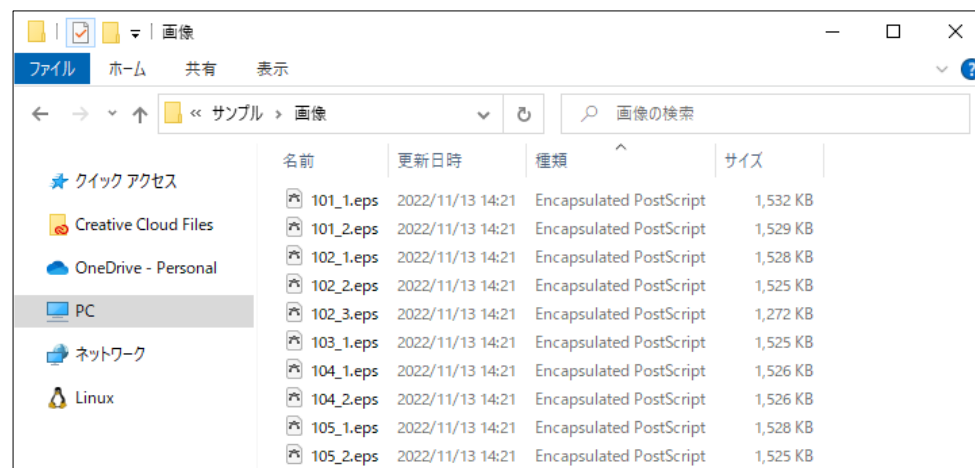 画像
ファイル ホーム 共有 表示
« サンプル › 画像 画像の検索
名前 更新日時 種類 サイズ
クイック アクセス
Creative Cloud Files
OneDrive - Personal
PC
ネットワーク
Linux
101_1.eps 2022/11/13 14:21 Encapsulated PostScript 1,532 KB
101_2.eps 2022/11/13 14:21 Encapsulated PostScript 1,529 KB
102_1.eps 2022/11/13 14:21 Encapsulated PostScript 1,528 KB
102_2.eps 2022/11/13 14:21 Encapsulated PostScript 1,525 KB
102_3.eps 2022/11/13 14:21 Encapsulated PostScript 1,272 KB
103_1.eps 2022/11/13 14:21 Encapsulated PostScript 1,525 KB
104_1.eps 2022/11/13 14:21 Encapsulated PostScript 1,526 KB
104_2.eps 2022/11/13 14:21 Encapsulated PostScript 1,526 KB
105_1.eps 2022/11/13 14:21 Encapsulated PostScript 1,528 KB
105_2.eps 2022/11/13 14:21 Encapsulated PostScript 1,525 KB